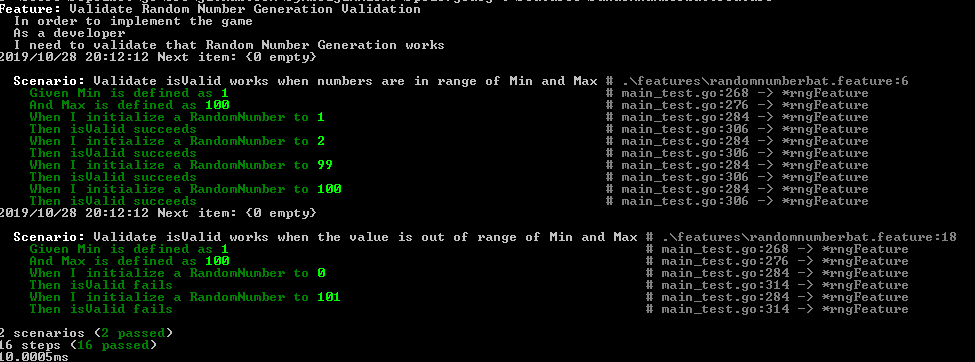 Feature: Validate Random Number Generation Validation
In order to implement the game
As a developer
I need to validate that Random Number Generation works
2019/10/28 20:12:12 Next item: {0 empty}
Scenario: Validate isValid works when numbers are in range of Min and Max # .\features\randomnumberbat.feature:6
Given Min is defined as 1 # main_test.go:268 -> *rngFeature
And Max is defined as 100 # main_test.go:276 -> *rngFeature
When I initialize a RandomNumber to 1 # main_test.go:284 -> *rngFeature
Then isValid succeeds # main_test.go:306 -> *rngFeature
When I initialize a RandomNumber to 2 # main_test.go:284 -> *rngFeature
Then isValid succeeds # main_test.go:306 -> *rngFeature
When I initialize a RandomNumber to 99 # main_test.go:284 -> *rngFeature
Then isValid succeeds # main_test.go:306 -> *rngFeature
When I initialize a RandomNumber to 100 # main_test.go:284 -> *rngFeature
Then isValid succeeds # main_test.go:306 -> *rngFeature
2019/10/28 20:12:12 Next item: {0 empty}
Scenario: Validate isValid works when the value is out of range of Min and Max # .\features\randomnumberbat.feature:18
Given Min is defined as 1 # main_test.go:268 -> *rngFeature
And Max is defined as 100 # main_test.go:276 -> *rngFeature
When I initialize a RandomNumber to 0 # main_test.go:284 -> *rngFeature
Then isValid fails # main_test.go:314 -> *rngFeature
When I initialize a RandomNumber to 101 # main_test.go:284 -> *rngFeature
Then isValid fails # main_test.go:314 -> *rngFeature
2 scenarios (2 passed)
16 steps (16 passed)
10.0005ms